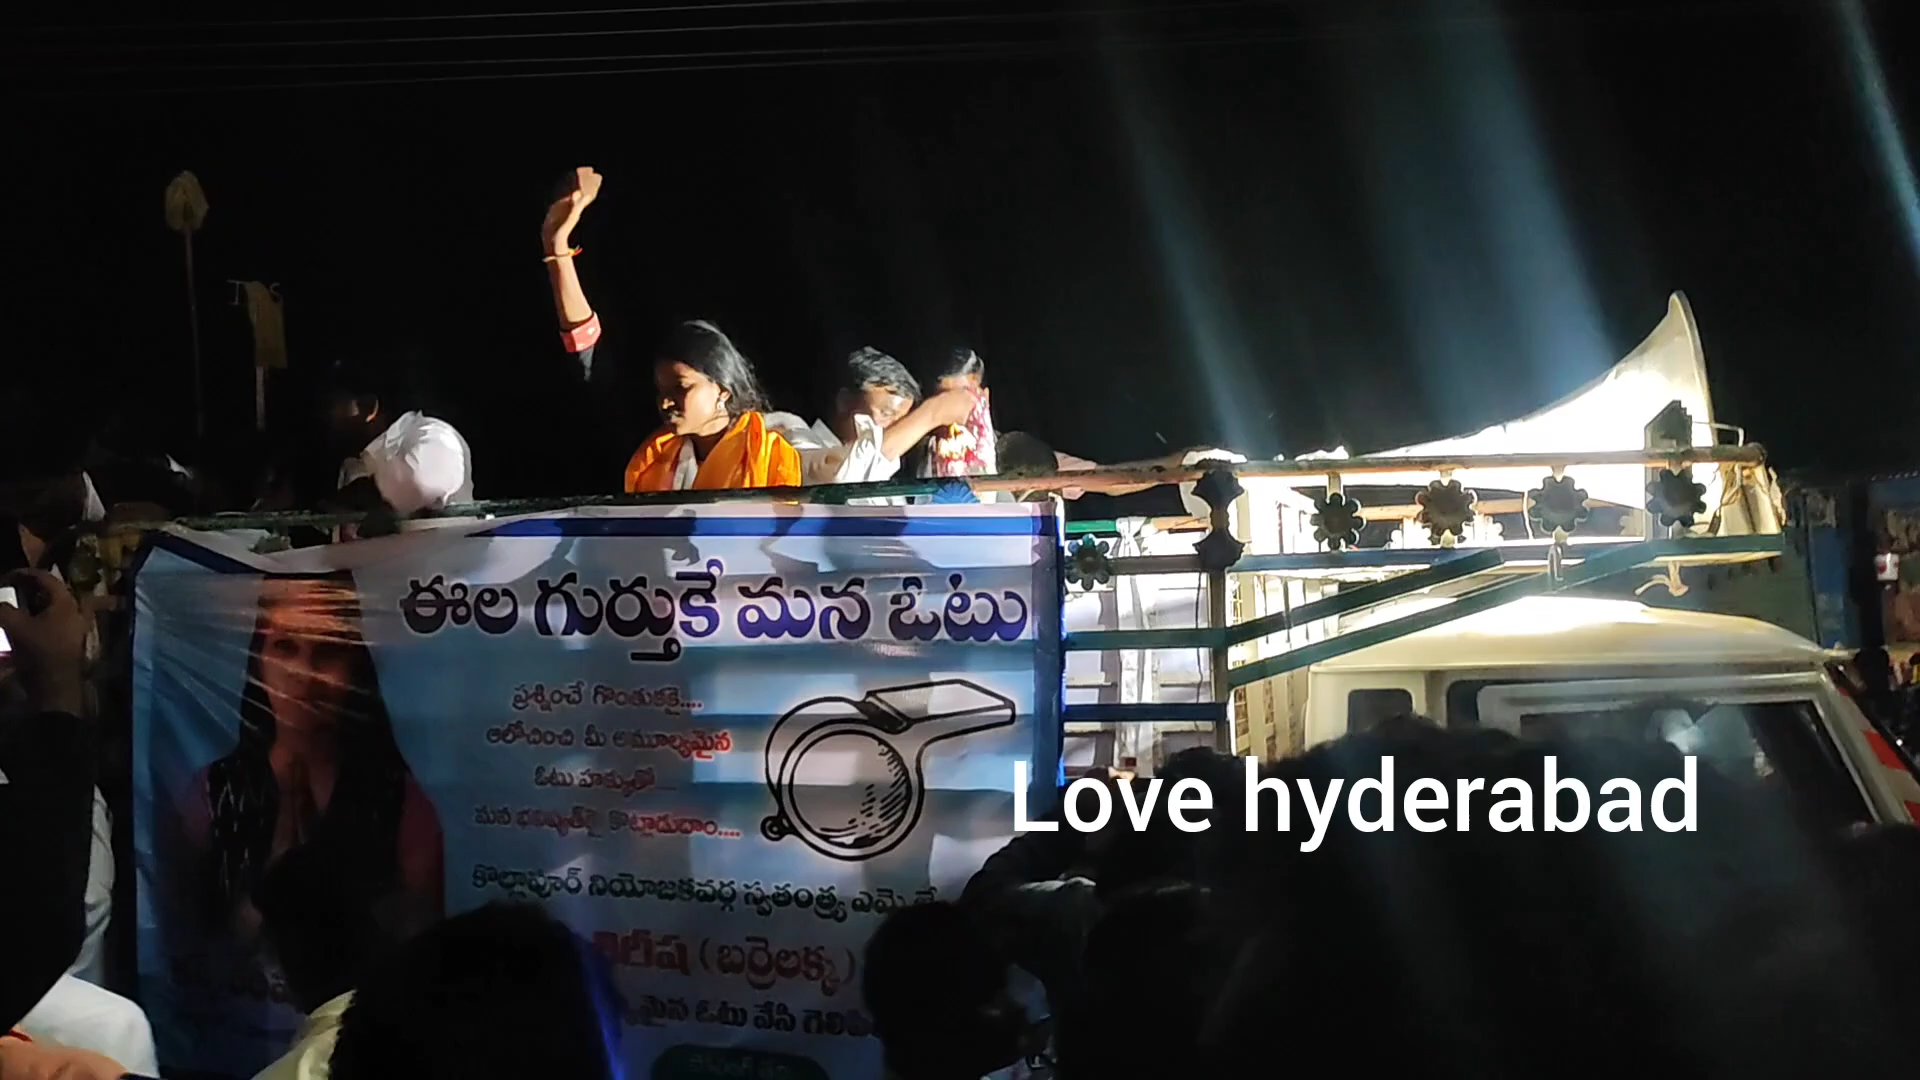 ఈల గుర్తుకే మన ఓటు
ప్రశ్నించే గొంతుకకై....
ఆలోచించి మీ అమూల్యమైన
ఓటు హక్కుతో....
మన భవిష్యత్‌కై కొట్లాడుదాం....
కొల్లాపూర్ నియోజకవర్గ స్వతంత్ర్య ఎమ్మెల్యే
శిరీష (బర్రెలక్క)
ఓటు వేసి
Love hyderabad